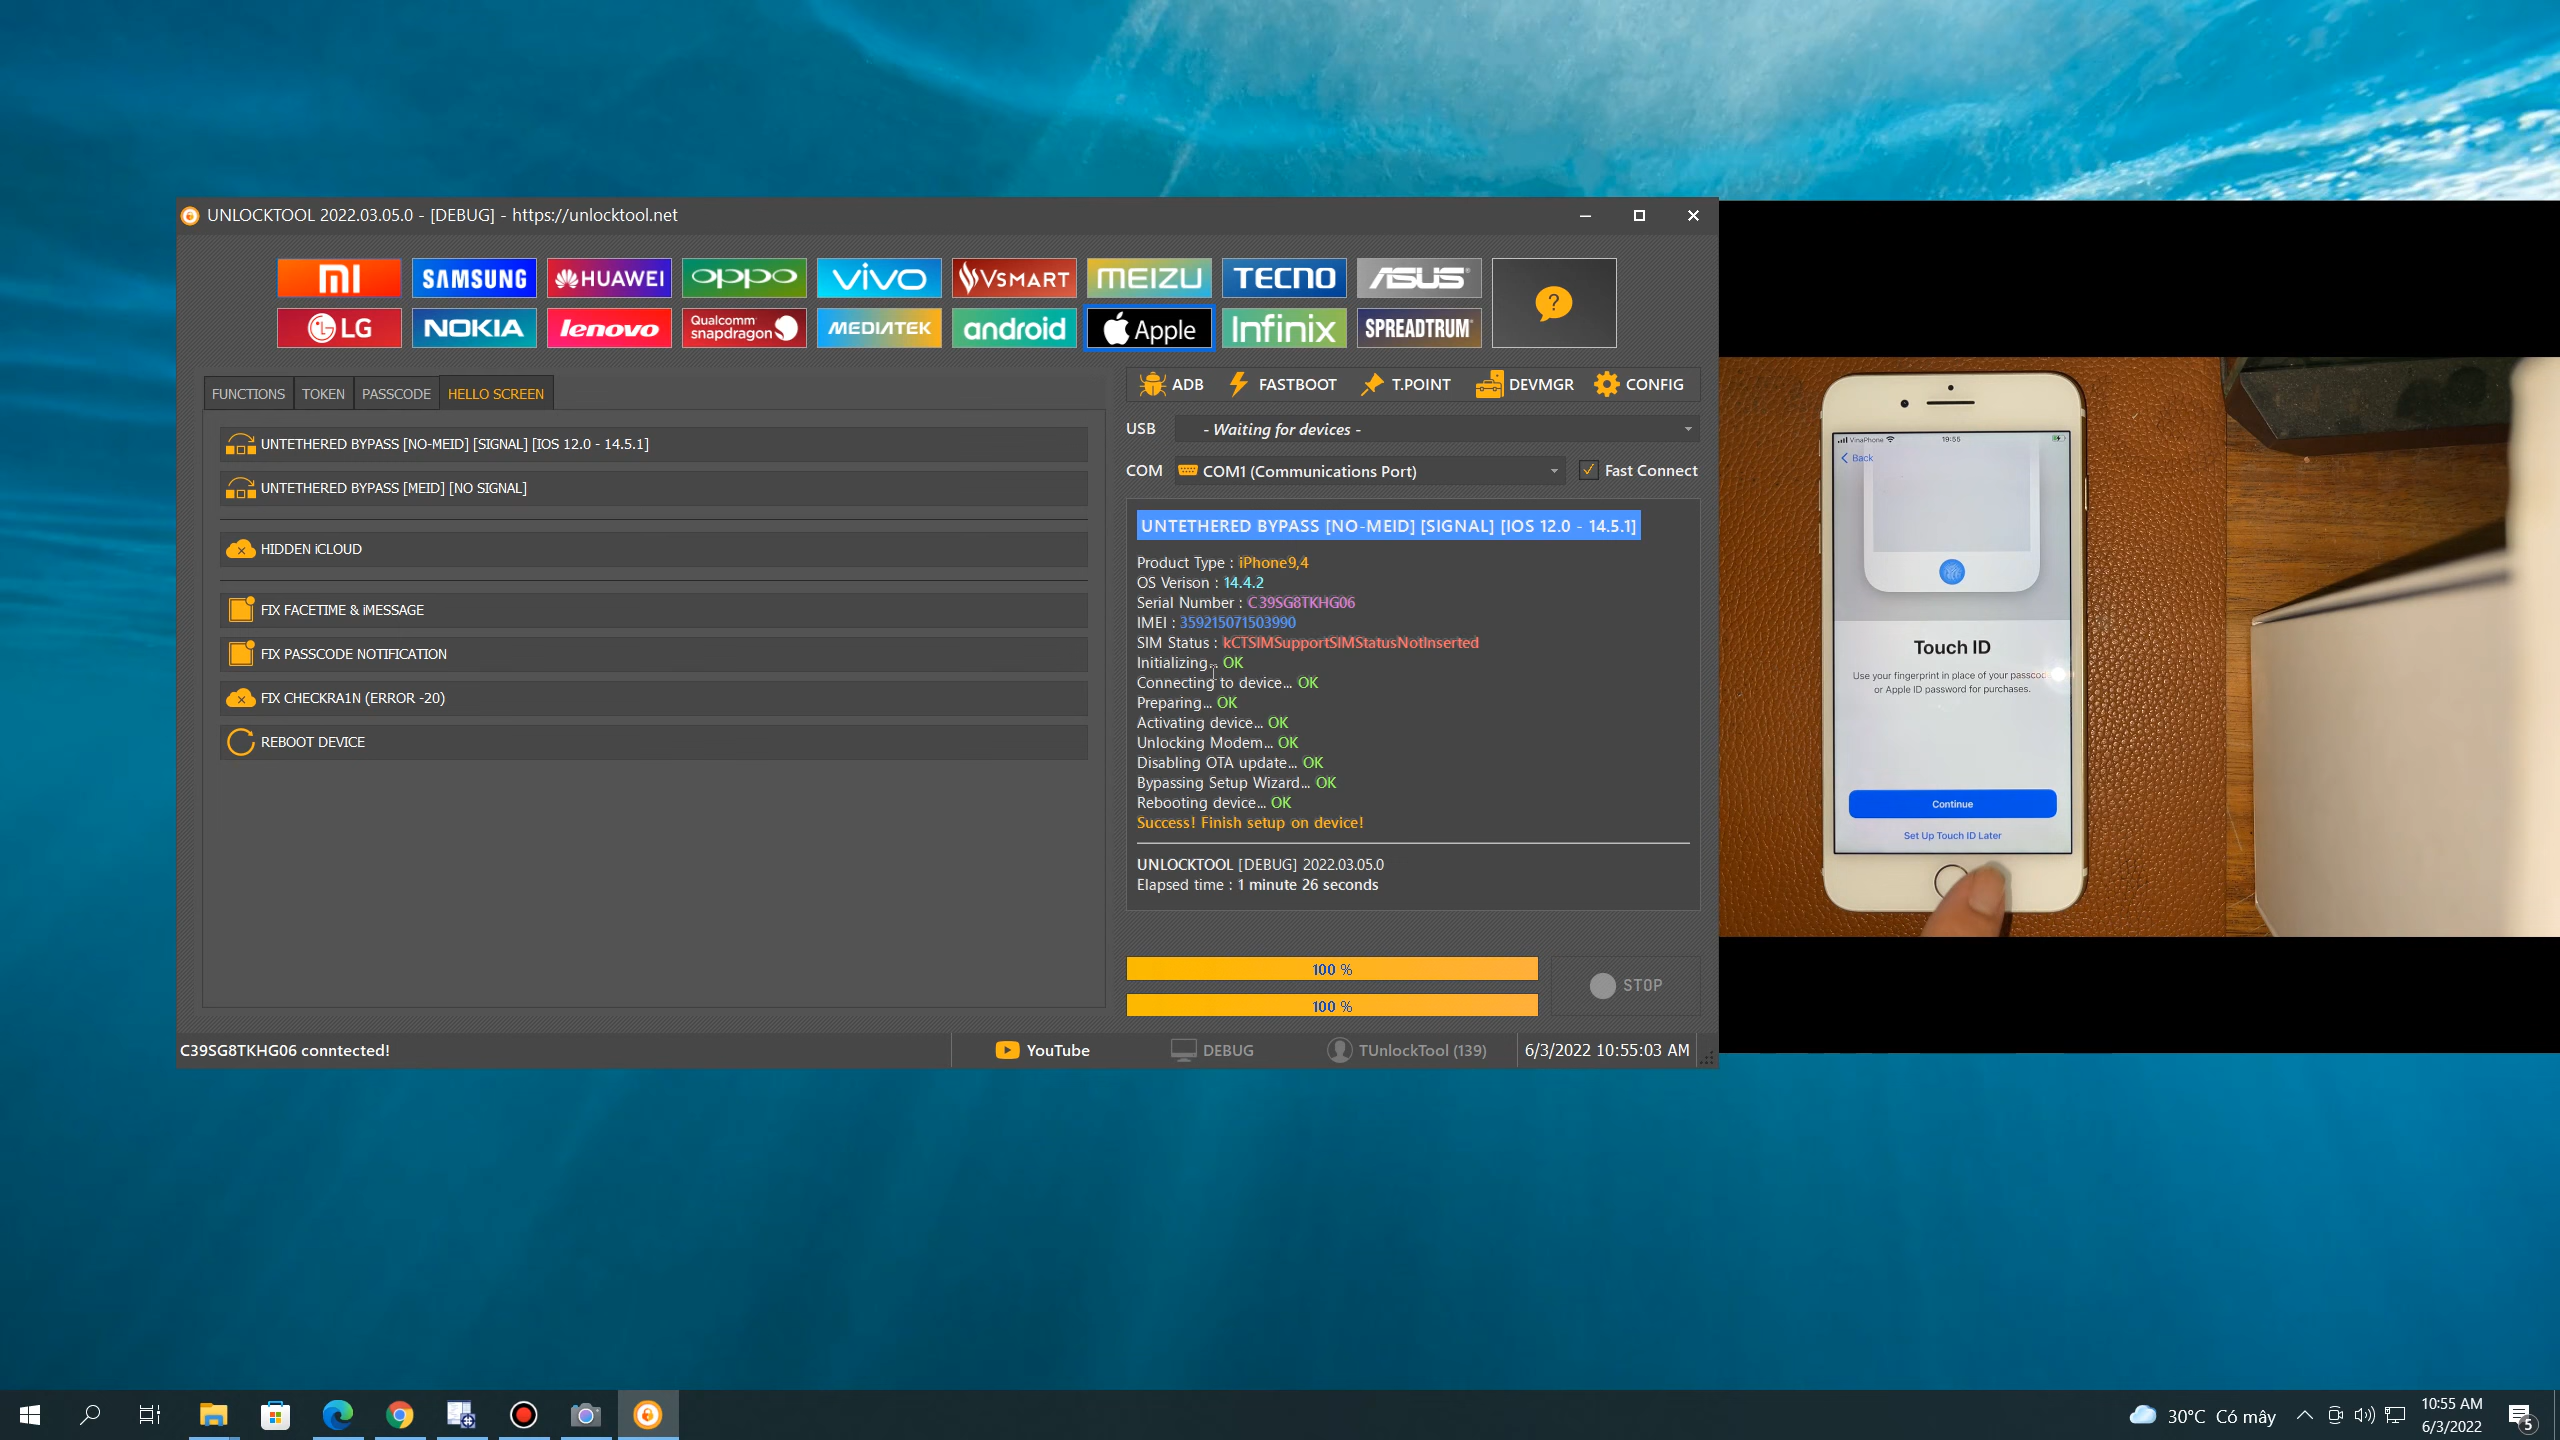 UNLOCKTOOL 2022.03.05.0 - [DEBUG] - https://unlocktool.net
MI SAMSUNG HUAWEI oppo vivo VSMART MEIZU TECNO ASUS ?
LG NOKIA lenovo Qualcomm snapdragon MEDIATEK android Apple Infinix SPREADTRUM
FUNCTIONS TOKEN PASSCODE HELLO SCREEN
UNTETHERED BYPASS [NO-MEID] [SIGNAL] [IOS 12.0 - 14.5.1]
UNTETHERED BYPASS [MEID] [NO SIGNAL]
HIDDEN iCLOUD
FIX FACETIME & iMESSAGE
FIX PASSCODE NOTIFICATION
FIX CHECKRA1N (ERROR -20)
REBOOT DEVICE
ADB FASTBOOT T.POINT DEVMGR CONFIG
USB - Waiting for devices -
COM COM1 (Communications Port) Fast Connect
UNTETHERED BYPASS [NO-MEID] [SIGNAL] [IOS 12.0 - 14.5.1]
Product Type : iPhone9,4
OS Verison : 14.4.2
Serial Number : C39SG8TKHG06
IMEI : 359215071503990
SIM Status : kCTSIMSupportSIMStatusNotInserted
Initializing... OK
Connecting to device... OK
Preparing... OK
Activating device... OK
Unlocking Modem... OK
Disabling OTA update... OK
Bypassing Setup Wizard... OK
Rebooting device... OK
Success! Finish setup on device!
UNLOCKTOOL [DEBUG] 2022.03.05.0
Elapsed time : 1 minute 26 seconds
100 %
100 %
STOP
C39SG8TKHG06 conntected!
YouTube DEBUG TUnlockTool (139) 6/3/2022 10:55:03 AM
VinaPhone 19:55
Back
Touch ID
Use your fingerprint in place of your
or Apple ID password for purchases.
Continue
Set Up Touch ID Later
30°C Có mây
10:55 AM
6/3/2022
5